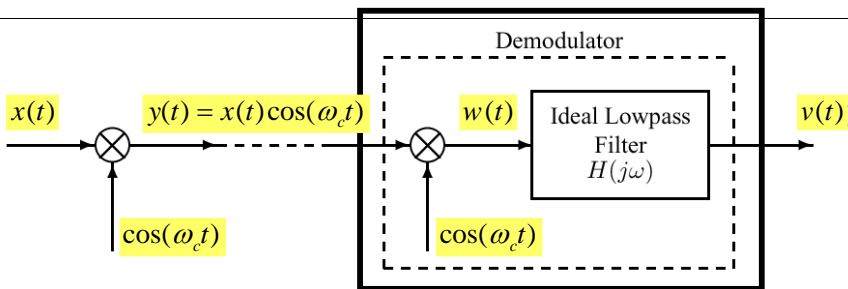 Demodulator
x(t)
y(t) = x(t)cos(ω_c t)
w(t)
Ideal Lowpass
Filter
H(jω)
v(t)
cos(ω_c t)
cos(ω_c t)